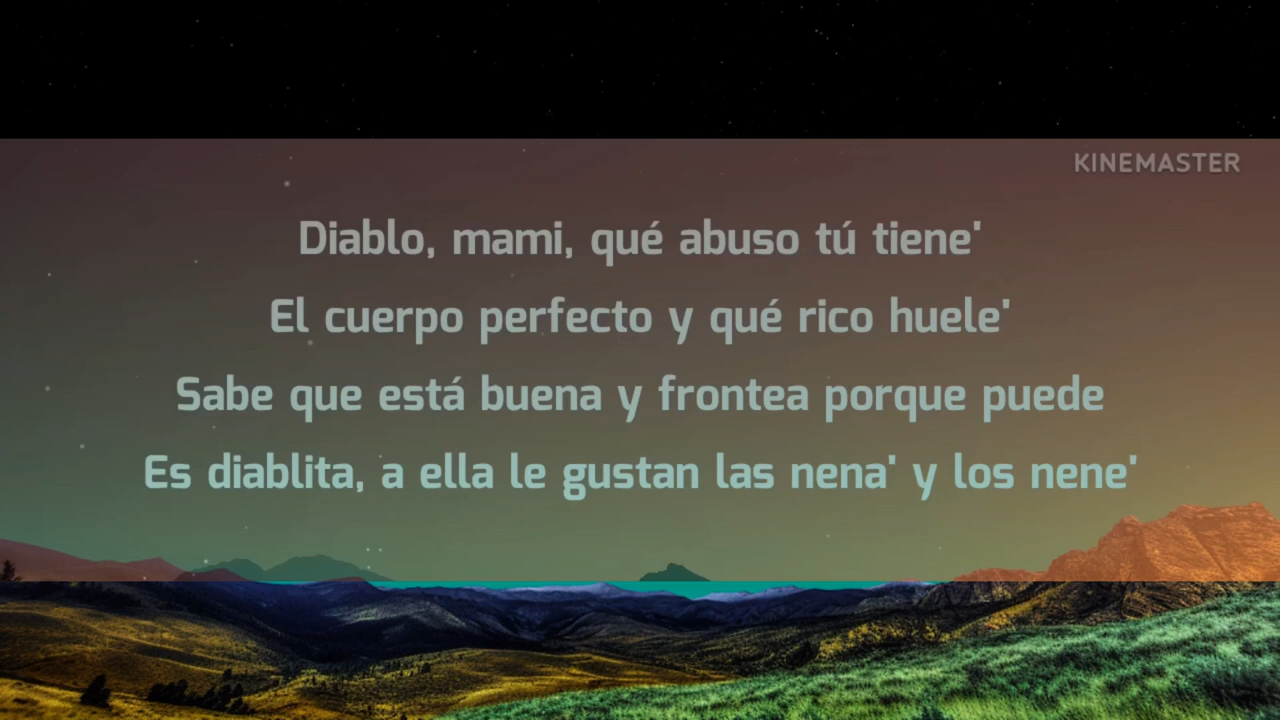 KINEMASTER
Diablo, mami, qué abuso tú tiene'
El cuerpo perfecto y qué rico huele'
Sabe que está buena y frontea porque puede
Es diablita, a ella le gustan las nena' y los nene'